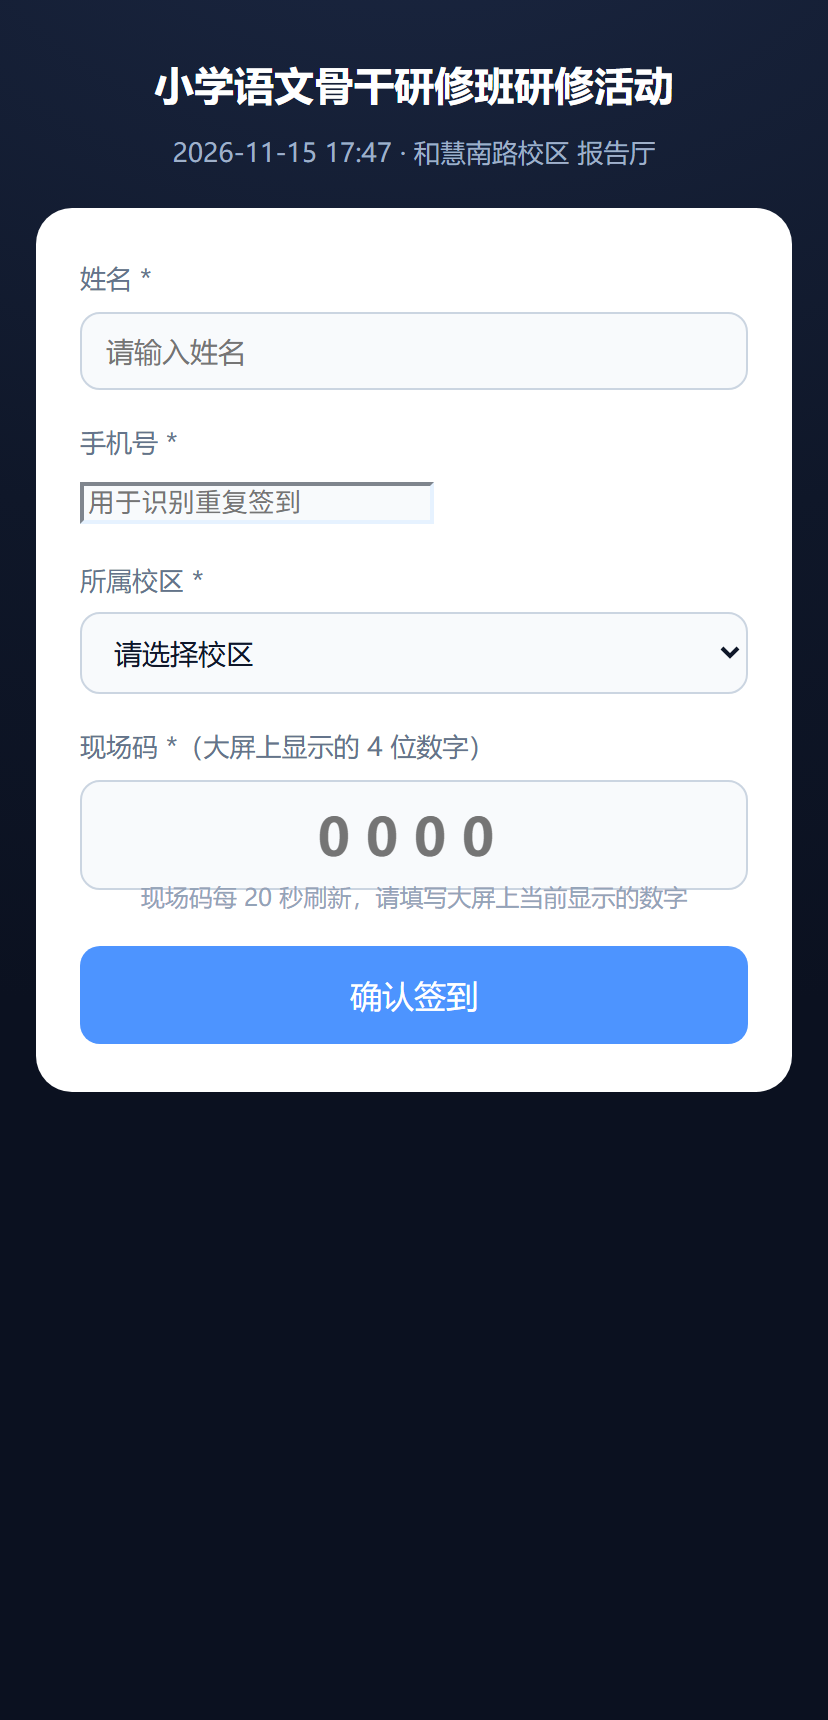 小学语文骨干研修班研修活动
2026-11-15 17:47 · 和慧南路校区 报告厅
姓名 *
请输入姓名
手机号 *
用于识别重复签到
所属校区 *
请选择校区
现场码 *（大屏上显示的 4 位数字）
0000
现场码每 20 秒刷新，请填写大屏上当前显示的数字
确认签到